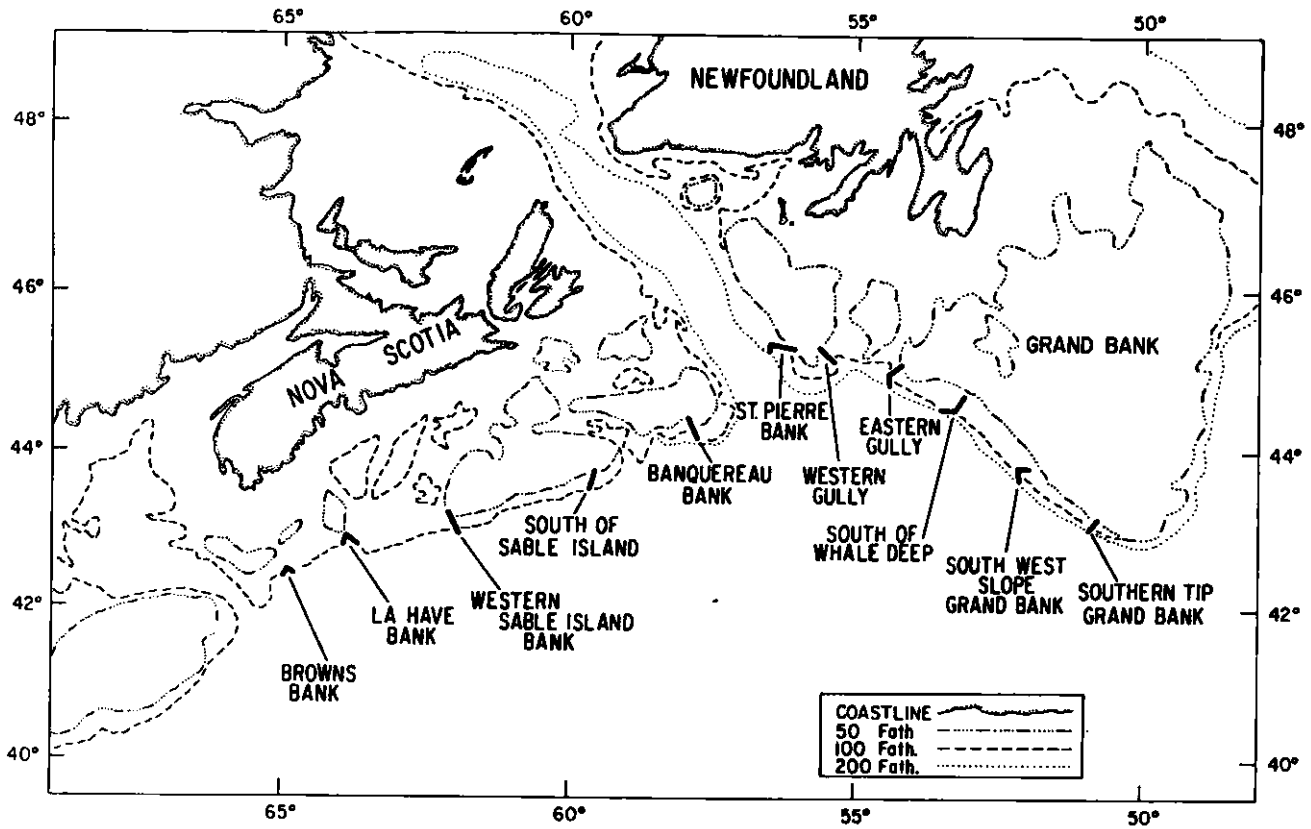 65°
60°
55°
50°
48°
48°
46°
46°
44°
44°
42°
42°
40°
40°
NEWFOUNDLAND
NOVA SCOTIA
GRAND BANK
ST. PIERRE
BANK
EASTERN
GULLY
WESTERN
GULLY
BANQUEREAU
BANK
SOUTH OF
SABLE ISLAND
SOUTH OF
WHALE DEEP
SOUTH WEST
SLOPE
GRAND BANK
SOUTHERN TIP
GRAND BANK
WESTERN
SABLE ISLAND
BANK
LA HAVE
BANK
BROWNS
BANK
COASTLINE
50 Fath
100 Fath.
200 Fath.
65°
60°
55°
50°